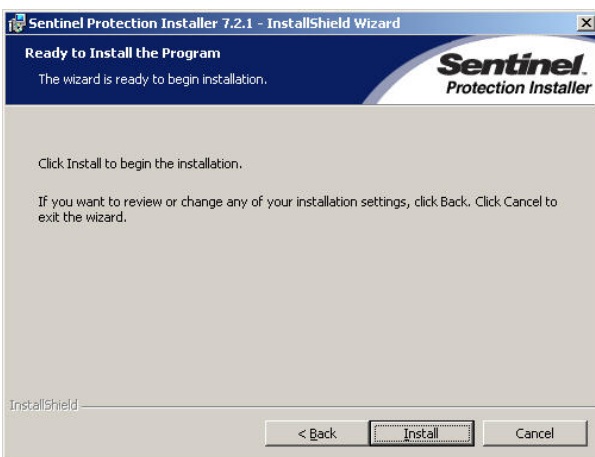 Sentinel Protection Installer 7.2.1 - InstallShield Wizard
Ready to Install the Program
The wizard is ready to begin installation.
Sentinel.
Protection Installer
Click Install to begin the installation.
If you want to review or change any of your installation settings, click Back. Click Cancel to
exit the wizard.
InstallShield
< Back
Install
Cancel